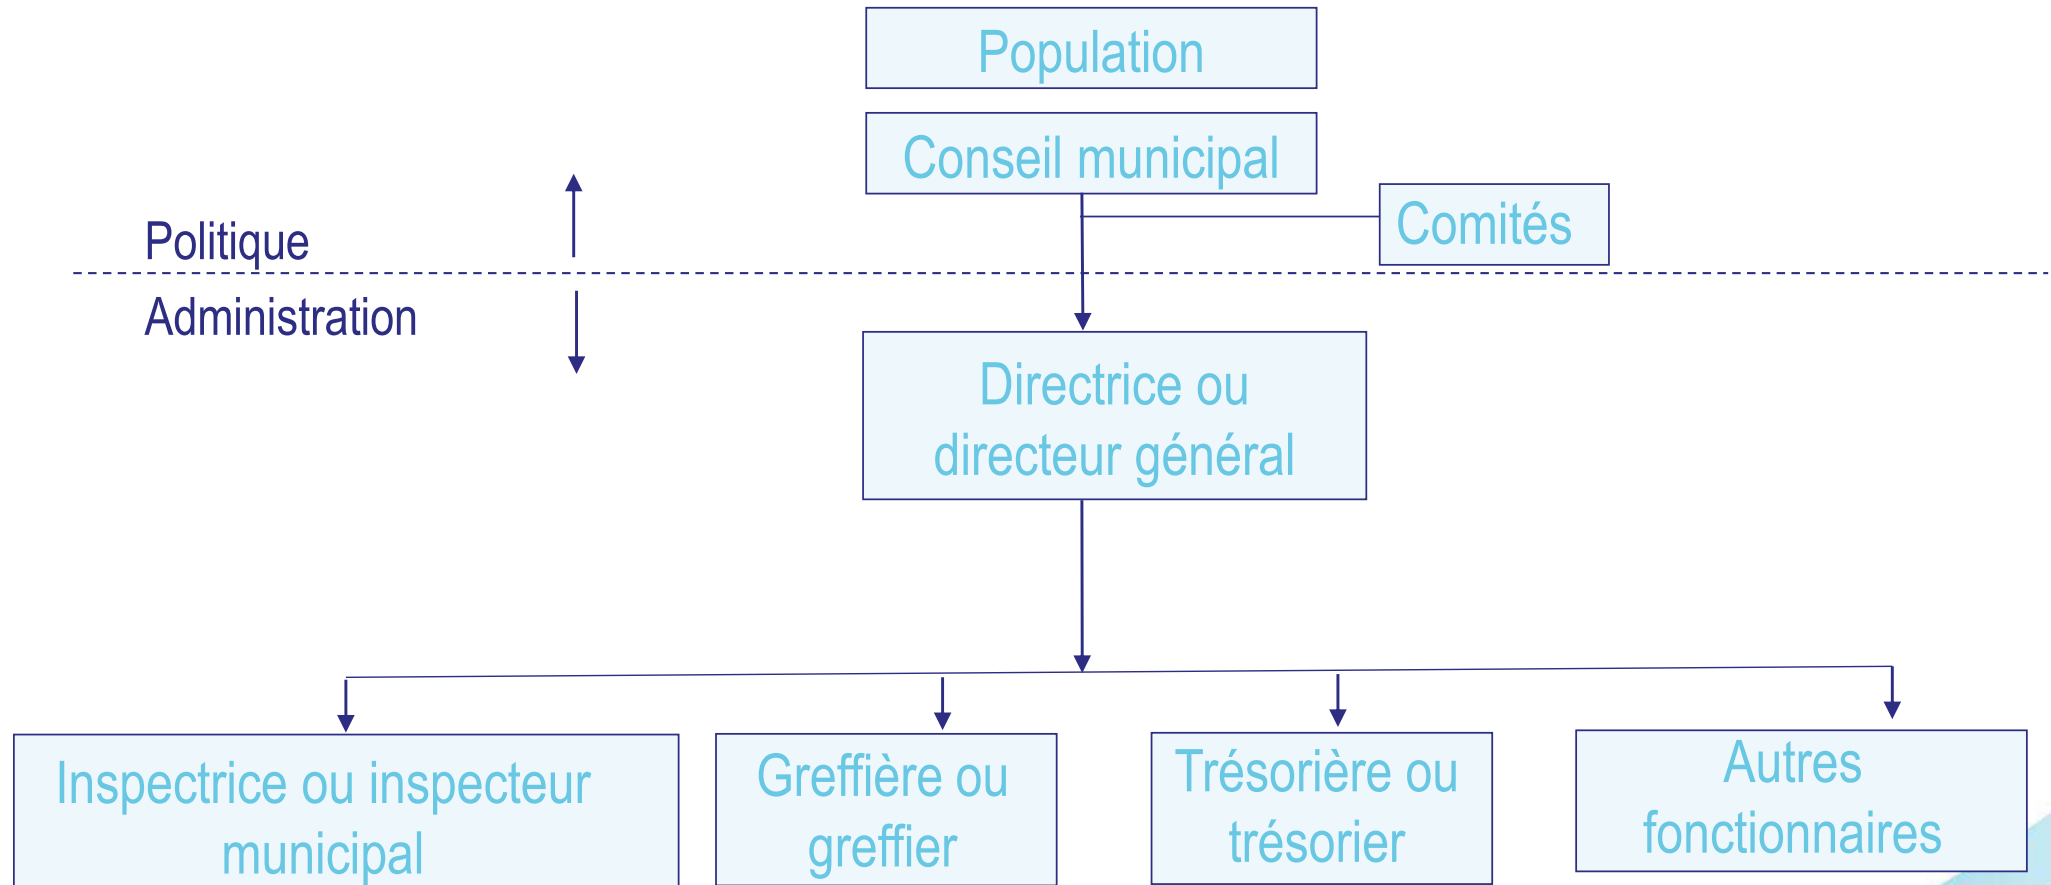 Population
Conseil municipal
Comités
Politique
Administration
Directrice ou
directeur général
Inspectrice ou inspecteur
municipal
Greffière ou
greffier
Trésorière ou
trésorier
Autres
fonctionnaires